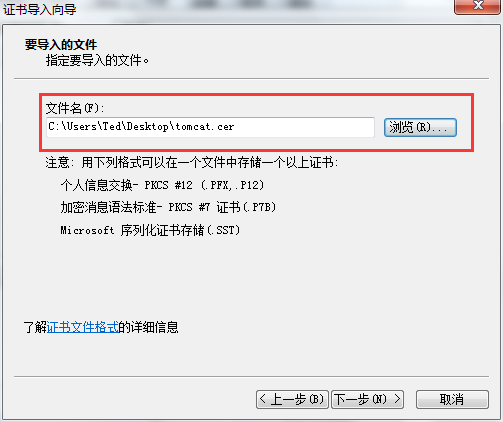 证书导入向导
要导入的文件
指定要导入的文件。
文件名(F):
C:\Users\Ted\Desktop\tomcat.cer
浏览(R)...
注意: 用下列格式可以在一个文件中存储一个以上证书:
个人信息交换- PKCS #12 (.PFX,.P12)
加密消息语法标准- PKCS #7 证书(.P7B)
Microsoft 序列化证书存储(.SST)
了解证书文件格式的详细信息
< 上一步(B) 下一步(N) > 取消